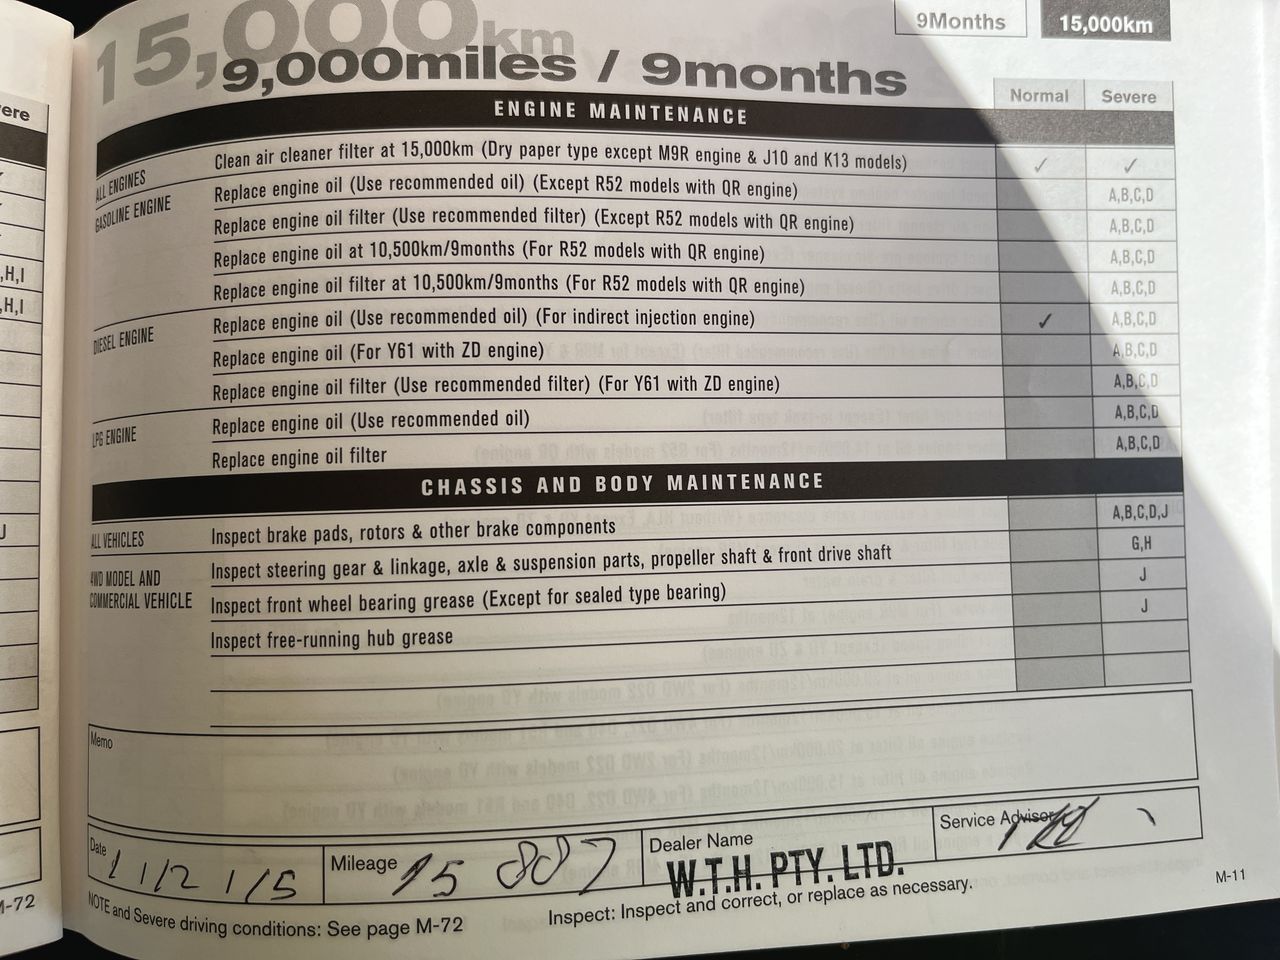 15,000km
9,000miles / 9months
9Months 15,000km
Normal Severe
ere
ENGINE MAINTENANCE
ALL ENGINES Clean air cleaner filter at 15,000km (Dry paper type except M9R engine & J10 and K13 models) ✓ ✓
GASOLINE ENGINE Replace engine oil (Use recommended oil) (Except R52 models with QR engine) A,B,C,D
Replace engine oil filter (Use recommended filter) (Except R52 models with QR engine) A,B,C,D
Replace engine oil at 10,500km/9months (For R52 models with QR engine) A,B,C,D
,H,I
Replace engine oil filter at 10,500km/9months (For R52 models with QR engine) A,B,C,D
,H,I
DIESEL ENGINE Replace engine oil (Use recommended oil) (For indirect injection engine) ✓ A,B,C,D
Replace engine oil (For Y61 with ZD engine) A,B,C,D
Replace engine oil filter (Use recommended filter) (For Y61 with ZD engine) A,B,C,D
LPG ENGINE Replace engine oil (Use recommended oil) A,B,C,D
Replace engine oil filter A,B,C,D
CHASSIS AND BODY MAINTENANCE
ALL VEHICLES Inspect brake pads, rotors & other brake components A,B,C,D,J
J
4WD MODEL AND COMMERCIAL VEHICLE Inspect steering gear & linkage, axle & suspension parts, propeller shaft & front drive shaft G,H
Inspect front wheel bearing grease (Except for sealed type bearing) J
Inspect free-running hub grease J
Memo
Date 11/2 1/5 Mileage 15 887 Dealer Name W.T.H. PTY. LTD. Service Advisor
NOTE and Severe driving conditions: See page M-72 Inspect: Inspect and correct, or replace as necessary. M-11
M-72